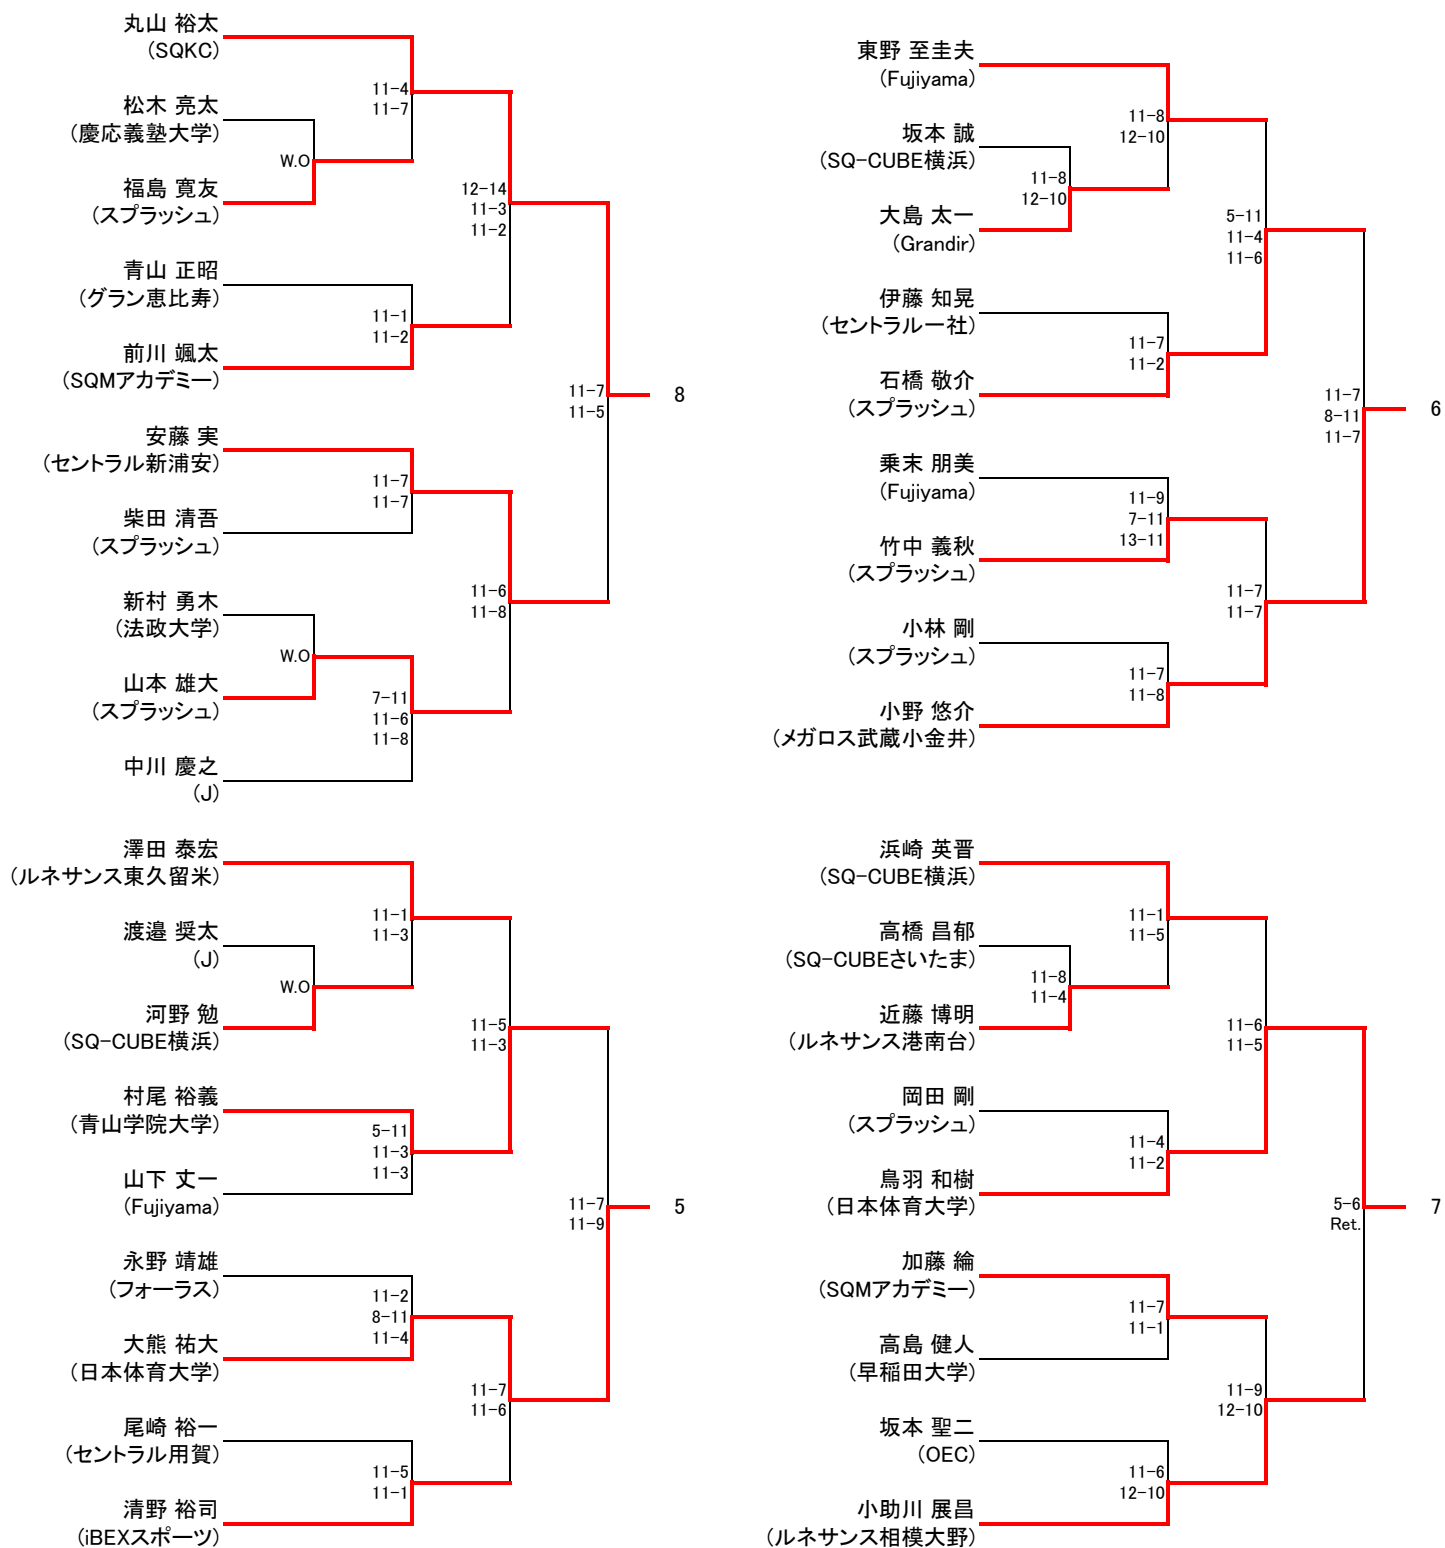 丸山 裕太
(SQKC)
11-4
11-7
松木 亮太
(慶応義塾大学)
W.O
福島 寛友
(スプラッシュ)
12-14
11-3
11-2
青山 正昭
(グラン恵比寿)
11-1
11-2
前川 颯太
(SQMアカデミー)
11-7
11-5
8
安藤 実
(セントラル新浦安)
11-7
11-7
柴田 清吾
(スプラッシュ)
11-6
11-8
新村 勇木
(法政大学)
W.O
山本 雄大
(スプラッシュ)
7-11
11-6
11-8
中川 慶之
(J)
東野 至圭夫
(Fujiyama)
11-8
12-10
坂本 誠
(SQ-CUBE横浜)
11-8
12-10
大島 太一
(Grandir)
5-11
11-4
11-6
伊藤 知晃
(セントラル一社)
11-7
11-2
石橋 敬介
(スプラッシュ)
11-7
8-11
11-7
6
乗末 朋美
(Fujiyama)
11-9
7-11
13-11
竹中 義秋
(スプラッシュ)
11-7
11-7
小林 剛
(スプラッシュ)
11-7
11-8
小野 悠介
(メガロス武蔵小金井)
澤田 泰宏
(ルネサンス東久留米)
11-1
11-3
渡邉 奨太
(J)
W.O
河野 勉
(SQ-CUBE横浜)
11-5
11-3
村尾 裕義
(青山学院大学)
5-11
11-3
11-3
山下 丈一
(Fujiyama)
11-7
11-9
5
永野 靖雄
(フォーラス)
11-2
8-11
11-4
大熊 祐大
(日本体育大学)
11-7
11-6
尾崎 裕一
(セントラル用賀)
11-5
11-1
清野 裕司
(iBEXスポーツ)
浜崎 英晋
(SQ-CUBE横浜)
11-1
11-5
高橋 昌郁
(SQ-CUBEさいたま)
11-8
11-4
近藤 博明
(ルネサンス港南台)
11-6
11-5
岡田 剛
(スプラッシュ)
11-4
11-2
鳥羽 和樹
(日本体育大学)
5-6
Ret.
7
加藤 綸
(SQMアカデミー)
11-7
11-1
高島 健人
(早稲田大学)
11-9
12-10
坂本 聖二
(OEC)
11-6
12-10
小助川 展昌
(ルネサンス相模大野)